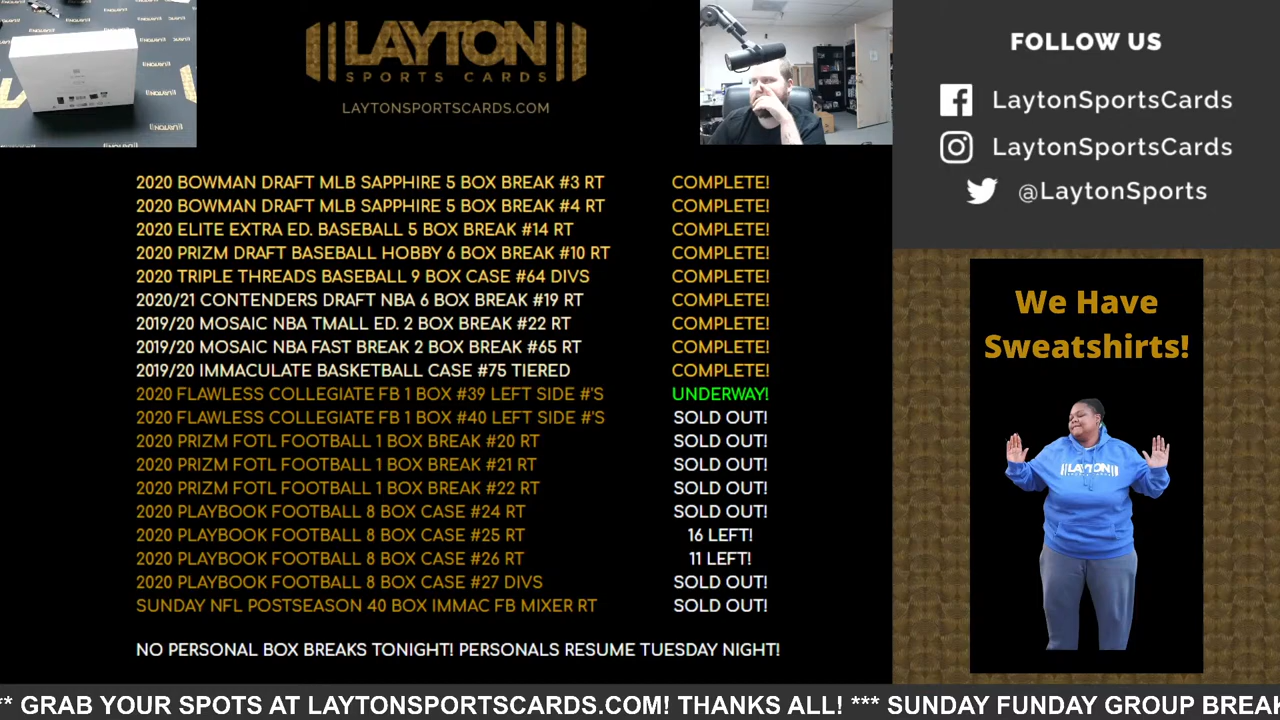 LAYTON
SPORTS CARDS
LAYTONSPORTSCARDS.COM
2020 BOWMAN DRAFT MLB SAPPHIRE 5 BOX BREAK #3 RT COMPLETE!
2020 BOWMAN DRAFT MLB SAPPHIRE 5 BOX BREAK #4 RT COMPLETE!
2020 ELITE EXTRA ED. BASEBALL 5 BOX BREAK #14 RT COMPLETE!
2020 PRIZM DRAFT BASEBALL HOBBY 6 BOX BREAK #10 RT COMPLETE!
2020 TRIPLE THREADS BASEBALL 9 BOX CASE #64 DIVS COMPLETE!
2020/21 CONTENDERS DRAFT NBA 6 BOX BREAK #19 RT COMPLETE!
2019/20 MOSAIC NBA TMALL ED. 2 BOX BREAK #22 RT COMPLETE!
2019/20 MOSAIC NBA FAST BREAK 2 BOX BREAK #65 RT COMPLETE!
2019/20 IMMACULATE BASKETBALL CASE #75 TIERED COMPLETE!
2020 FLAWLESS COLLEGIATE FB 1 BOX #39 LEFT SIDE #'S UNDERWAY!
2020 FLAWLESS COLLEGIATE FB 1 BOX #40 LEFT SIDE #'S SOLD OUT!
2020 PRIZM FOTL FOOTBALL 1 BOX BREAK #20 RT SOLD OUT!
2020 PRIZM FOTL FOOTBALL 1 BOX BREAK #21 RT SOLD OUT!
2020 PRIZM FOTL FOOTBALL 1 BOX BREAK #22 RT SOLD OUT!
2020 PLAYBOOK FOOTBALL 8 BOX CASE #24 RT SOLD OUT!
2020 PLAYBOOK FOOTBALL 8 BOX CASE #25 RT 16 LEFT!
2020 PLAYBOOK FOOTBALL 8 BOX CASE #26 RT 11 LEFT!
2020 PLAYBOOK FOOTBALL 8 BOX CASE #27 DIVS SOLD OUT!
SUNDAY NFL POSTSEASON 40 BOX IMMAC FB MIXER RT SOLD OUT!
NO PERSONAL BOX BREAKS TONIGHT! PERSONALS RESUME TUESDAY NIGHT!
FOLLOW US
LaytonSportsCards
LaytonSportsCards
@LaytonSports
We Have
Sweatshirts!
LAYTON
** GRAB YOUR SPOTS AT LAYTONSPORTSCARDS.COM! THANKS ALL! *** SUNDAY FUNDAY GROUP BREAK